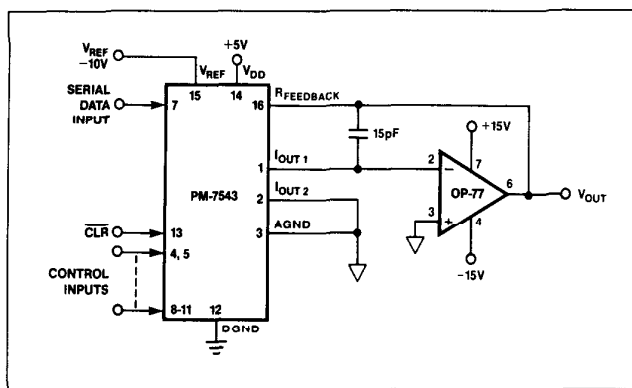 VREF
-10V
+5V
VREF
VDD
15
14
SERIAL
DATA
INPUT
7
16
RFEEDBACK
15pF
+15V
1
IOUT 1
2
7
PM-7543
OP-77
6
VOUT
2
IOUT 2
3
4
CLR
13
3
AGND
4, 5
-15V
CONTROL
INPUTS
8-11
12
DGND
-
+